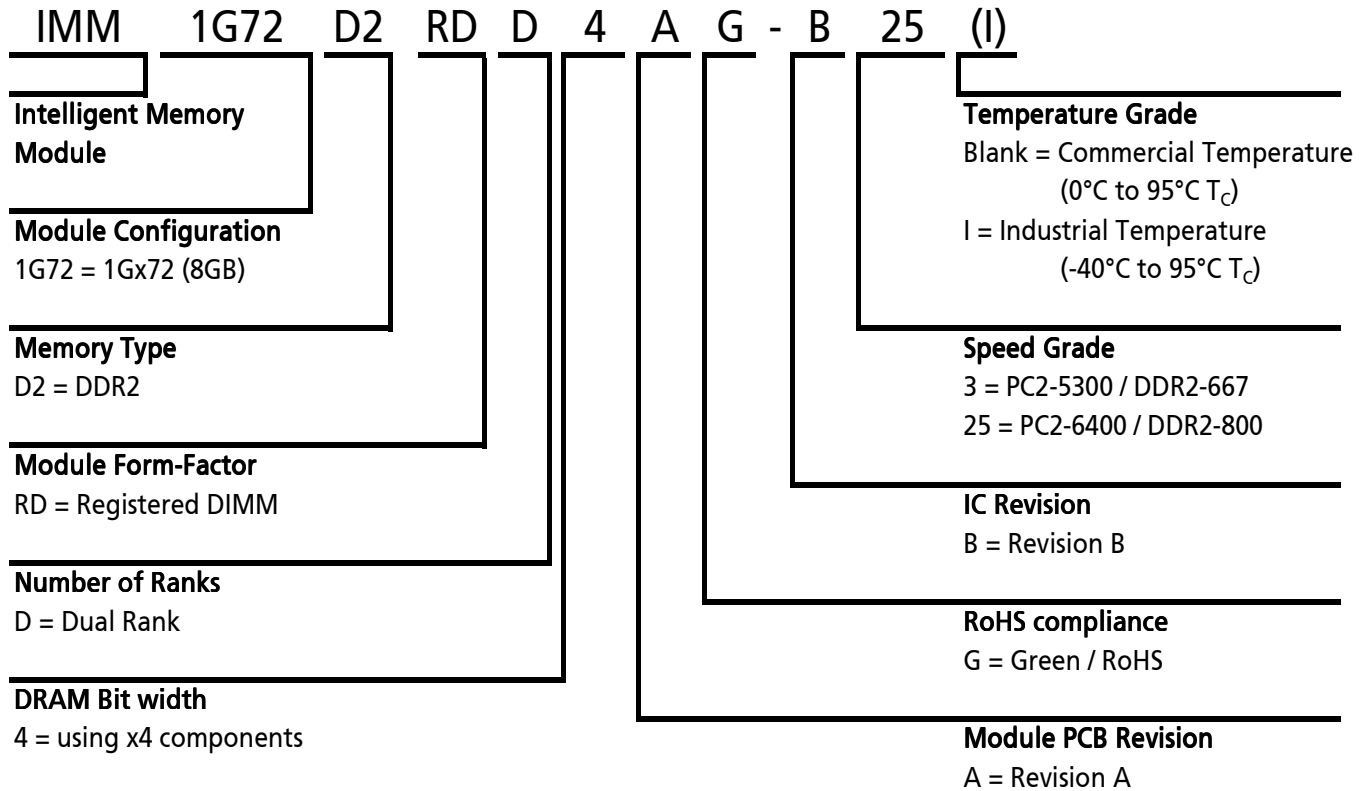 IMM 1G72 D2 RD D 4 A G - B 25 (I)
Intelligent Memory
Module
Module Configuration
1G72 = 1Gx72 (8GB)
Memory Type
D2 = DDR2
Module Form-Factor
RD = Registered DIMM
Number of Ranks
D = Dual Rank
DRAM Bit width
4 = using x4 components
Temperature Grade
Blank = Commercial Temperature
(0°C to 95°C TC)
I = Industrial Temperature
(-40°C to 95°C TC)
Speed Grade
3 = PC2-5300 / DDR2-667
25 = PC2-6400 / DDR2-800
IC Revision
B = Revision B
RoHS compliance
G = Green / RoHS
Module PCB Revision
A = Revision A